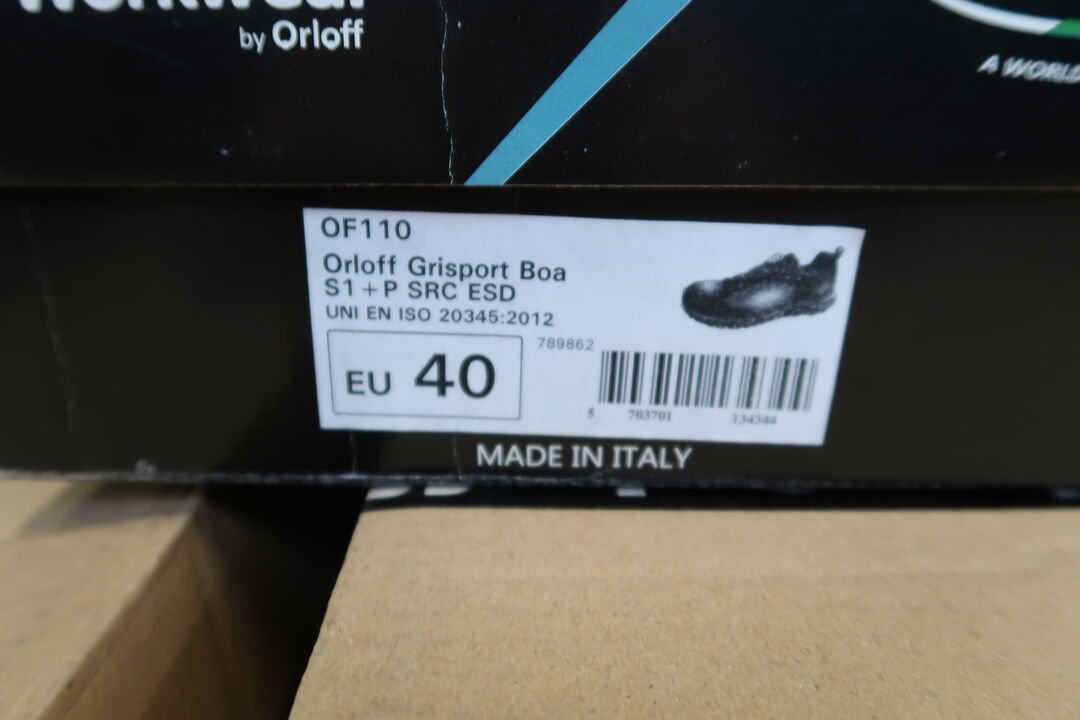 by Orloff
A WORLD
OF110
Orloff Grisport Boa
S1+P SRC ESD
UNI EN ISO 20345:2012
789862
EU 40
5 703701 134344
MADE IN ITALY